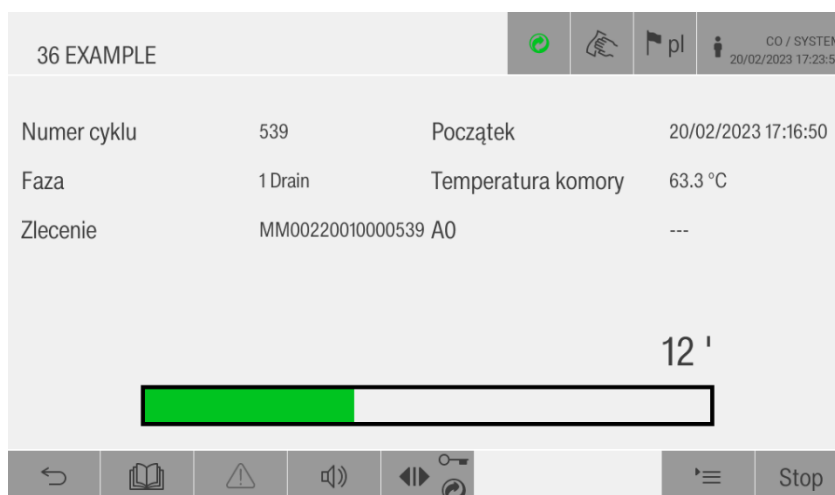 36 EXAMPLE
pl
CO / SYSTEM
20/02/2023 17:23:5
Numer cyklu 539 Początek 20/02/2023 17:16:50
Faza 1 Drain Temperatura komory 63.3 °C
Zlecenie MM00220010000539 A0 ---
12 '
Stop